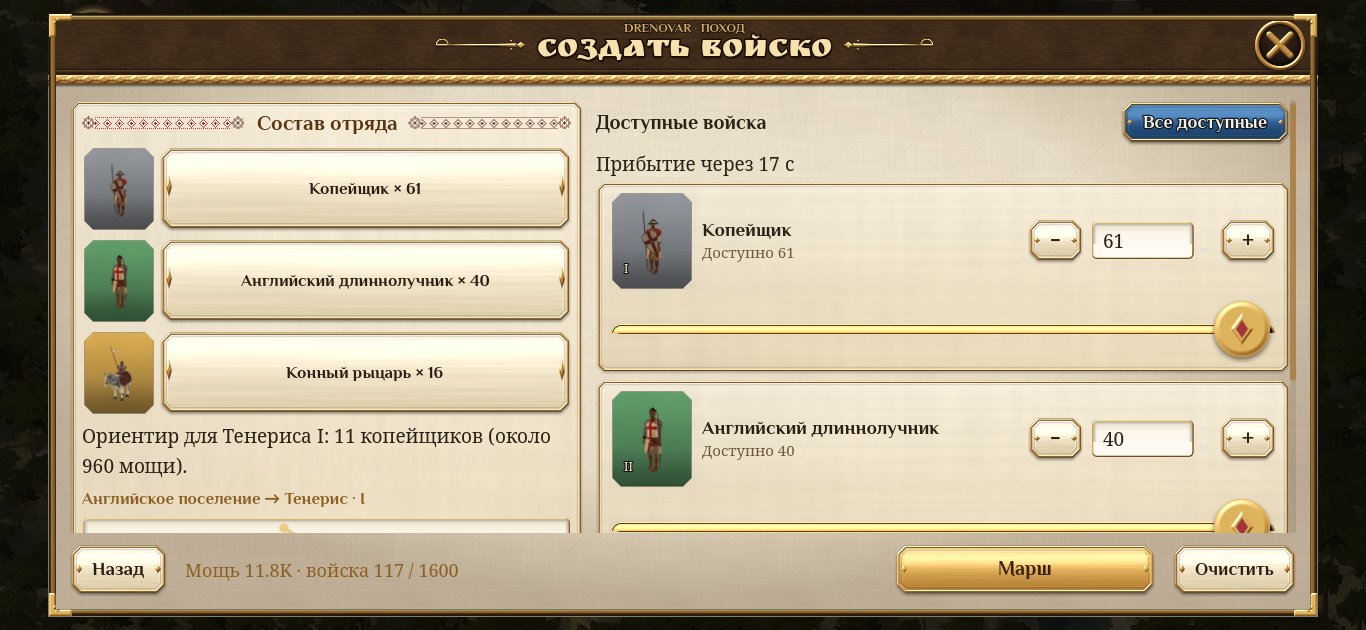 DRENOVAR · ПОХОД
СОЗДАТЬ ВОЙСКО
Состав отряда
Копейщик × 61
Английский длиннолучник × 40
Конный рыцарь × 16
Ориентир для Тенериса I: 11 копейщиков (около
960 мощи).
Английское поселение → Тенерис · I
Доступные войска
Все доступные
Прибытие через 17 с
Копейщик
Доступно 61
I
−
61
+
Английский длиннолучник
Доступно 40
II
−
40
+
Назад
Мощь 11.8K · войска 117 / 1600
Марш
Очистить